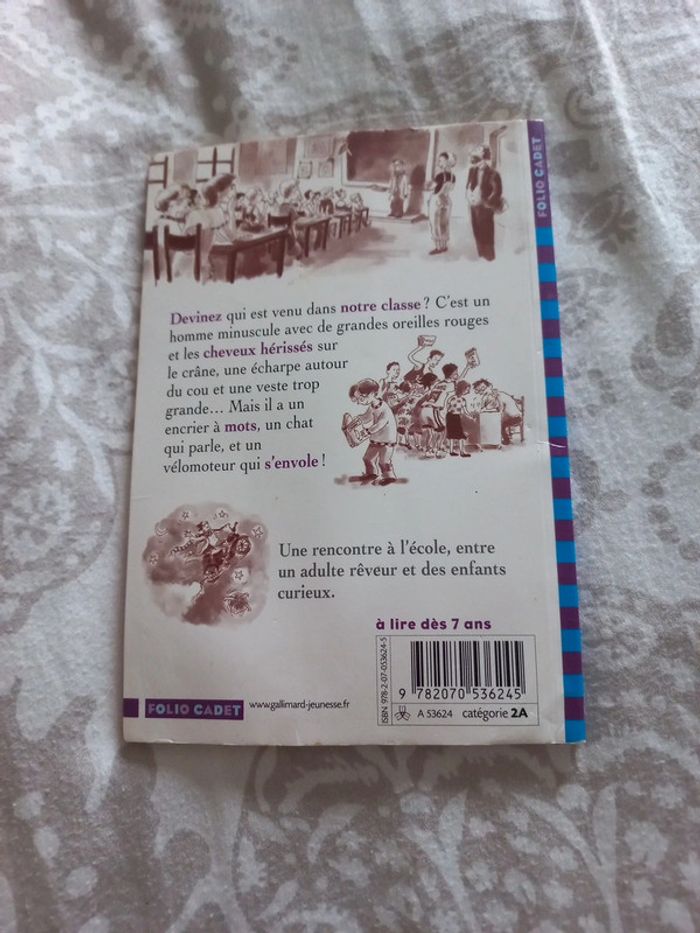 FOLIO CADET
Devinez qui est venu dans notre classe ? C'est un
homme minuscule avec de grandes oreilles rouges
et les cheveux hérissés sur
le crâne, une écharpe autour
du cou et une veste trop
grande... Mais il a un
encrier à mots, un chat
qui parle, et un
vélomoteur qui s'envole !
Une rencontre à l'école, entre
un adulte rêveur et des enfants
curieux.
à lire dès 7 ans
ISBN 978-2-07-053624-5
9 782070 536245
A 53624 catégorie 2A
FOLIO CADET www.gallimard-jeunesse.fr